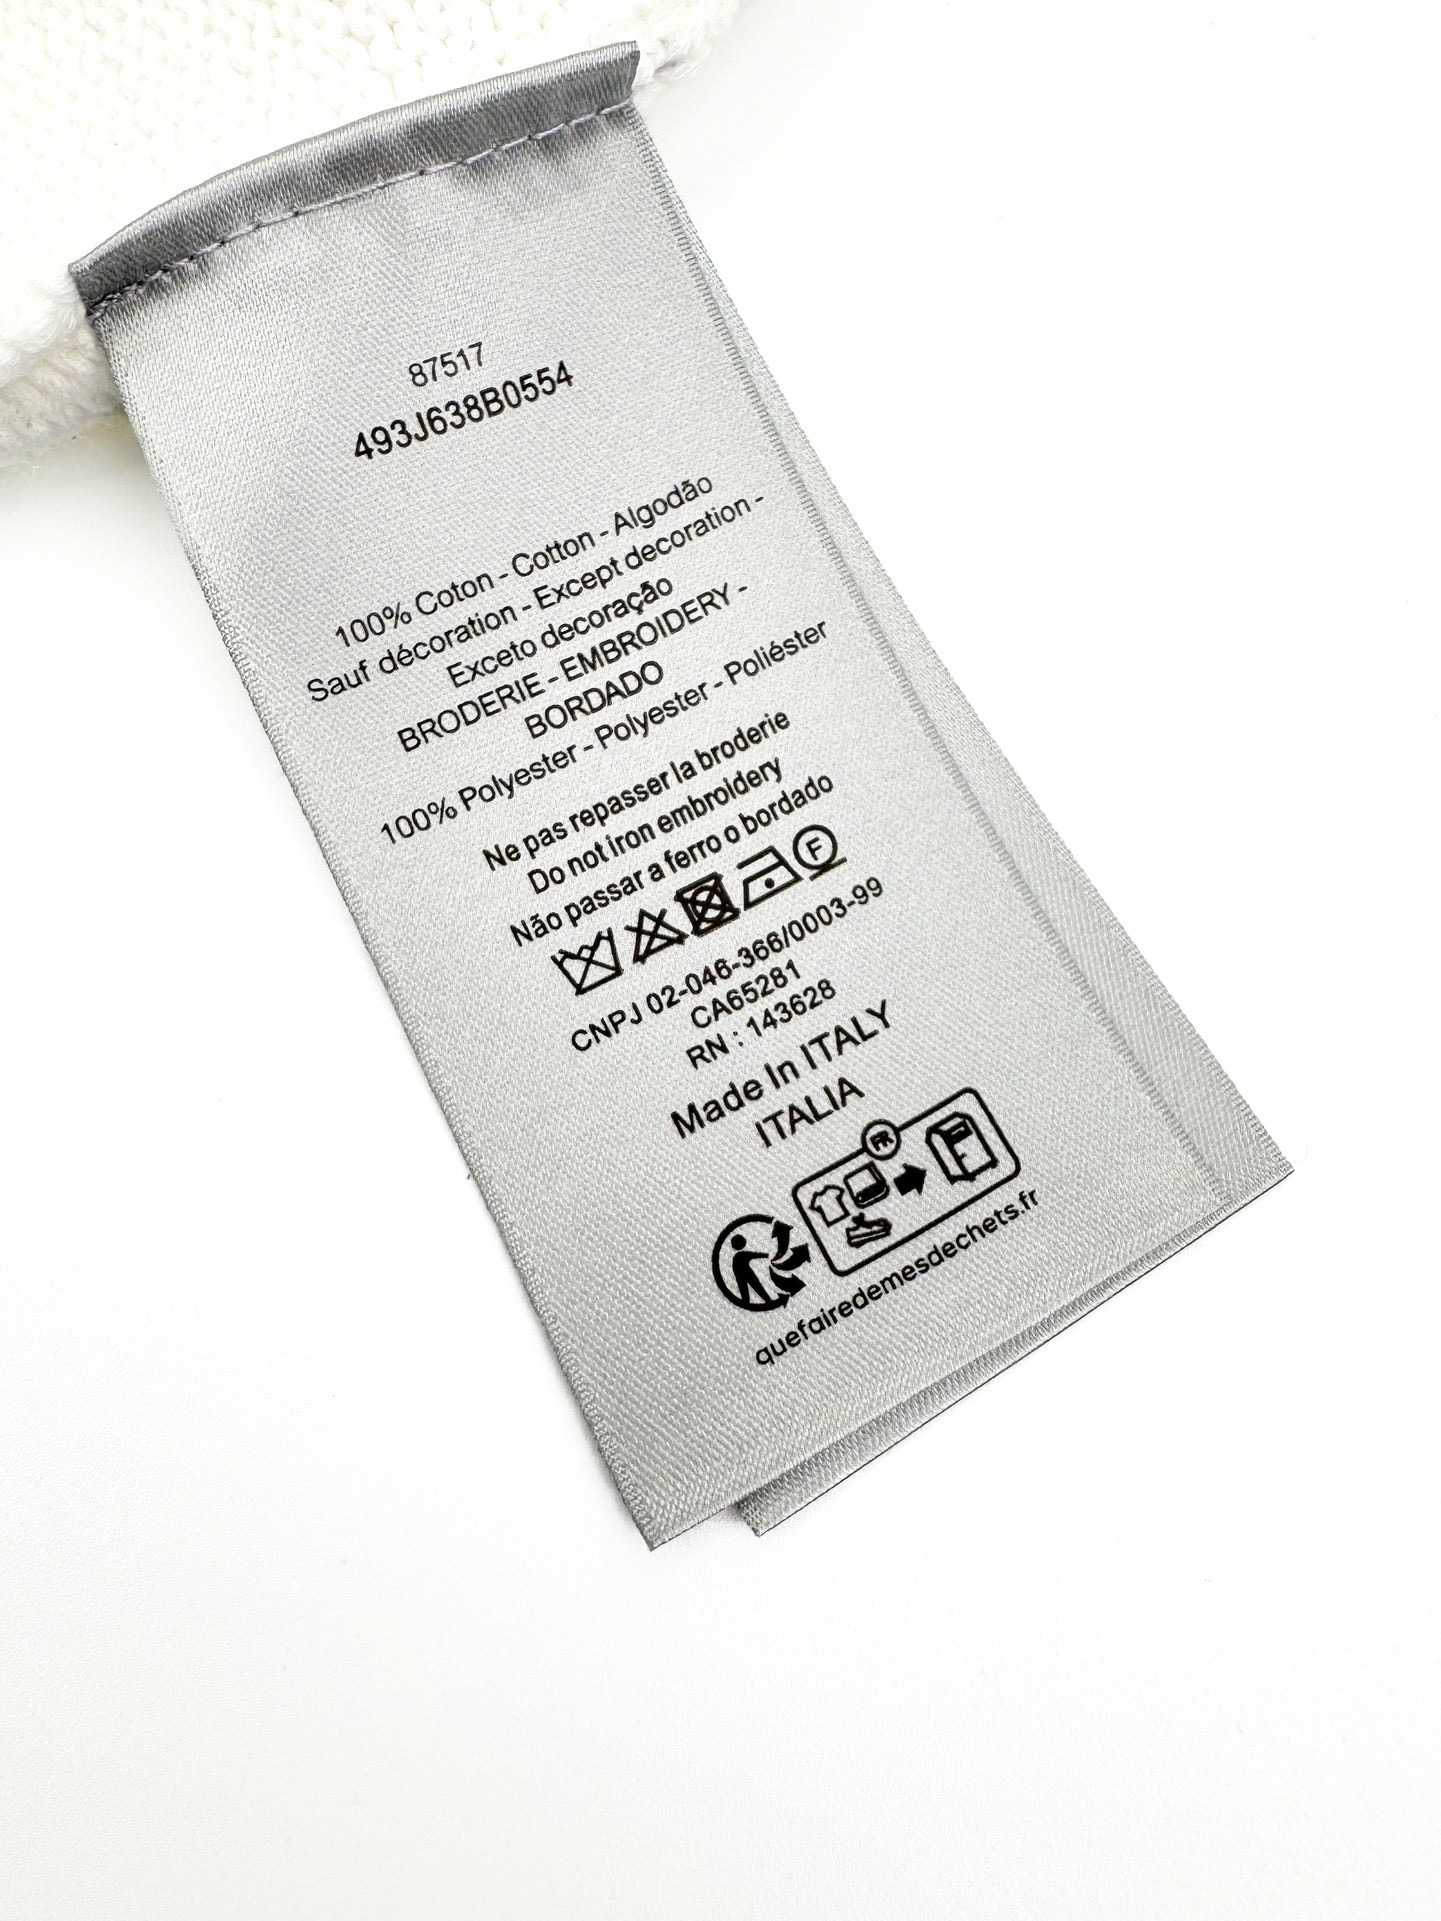 87517
493J638B0554
100% Coton - Cotton - Algodão
Sauf décoration - Except decoration -
Exceto decoração
BRODERIE - EMBROIDERY -
BORDADO
100% Polyester - Polyester - Poliéster
Ne pas repasser la broderie
Do not iron embroidery
Não passar a ferro o bordado
F
CNPJ 02-046-366/0003-99
CA65281
RN : 143628
Made In ITALY
ITALIA
FR
quefairedemesdechets.fr